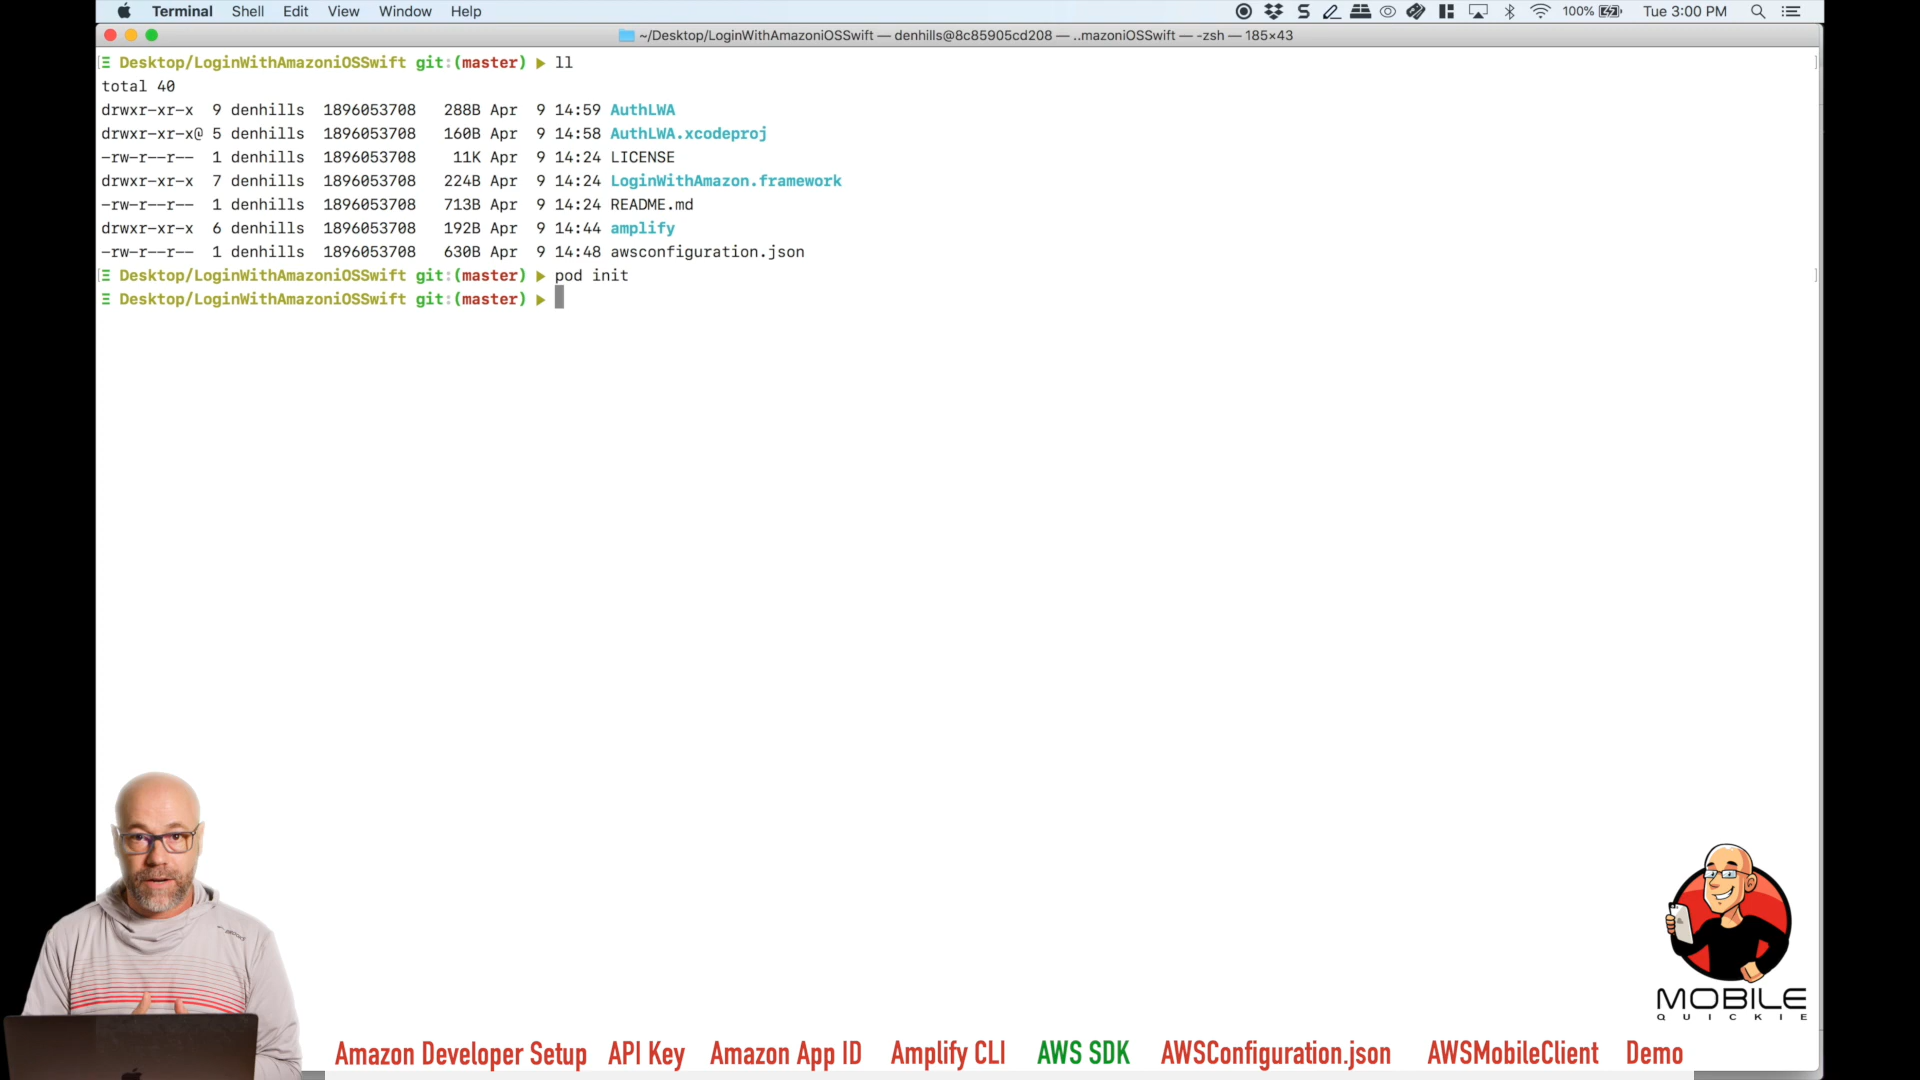 Terminal Shell Edit View Window Help 100% Tue 3:00 PM
~/Desktop/LoginWithAmazoniOSSwift — denhills@8c85905cd208 — ..mazoniOSSwift — -zsh — 185×43
Desktop/LoginWithAmazoniOSSwift git:(master) ▶ ll
total 40
drwxr-xr-x 9 denhills 1896053708 288B Apr 9 14:59 AuthLWA
drwxr-xr-x@ 5 denhills 1896053708 160B Apr 9 14:58 AuthLWA.xcodeproj
-rw-r--r-- 1 denhills 1896053708 11K Apr 9 14:24 LICENSE
drwxr-xr-x 7 denhills 1896053708 224B Apr 9 14:24 LoginWithAmazon.framework
-rw-r--r-- 1 denhills 1896053708 713B Apr 9 14:24 README.md
drwxr-xr-x 6 denhills 1896053708 192B Apr 9 14:44 amplify
-rw-r--r-- 1 denhills 1896053708 630B Apr 9 14:48 awsconfiguration.json
Desktop/LoginWithAmazoniOSSwift git:(master) ▶ pod init
Desktop/LoginWithAmazoniOSSwift git:(master) ▶
MOBILE
QUICKIE
Amazon Developer Setup API Key Amazon App ID Amplify CLI AWS SDK AWSConfiguration.json AWSMobileClient Demo